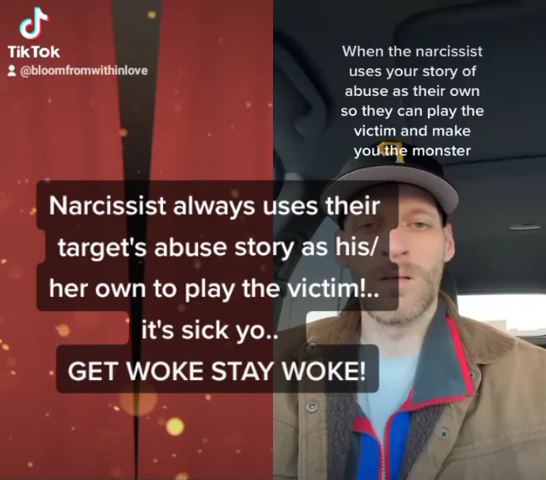 TikTok
@bloomfromwithinlove
When the narcissist
uses your story of
abuse as their own
so they can play the
victim and make
you the monster
Narcissist always uses their
target's abuse story as his/
her own to play the victim!..
it's sick yo..
GET WOKE STAY WOKE!